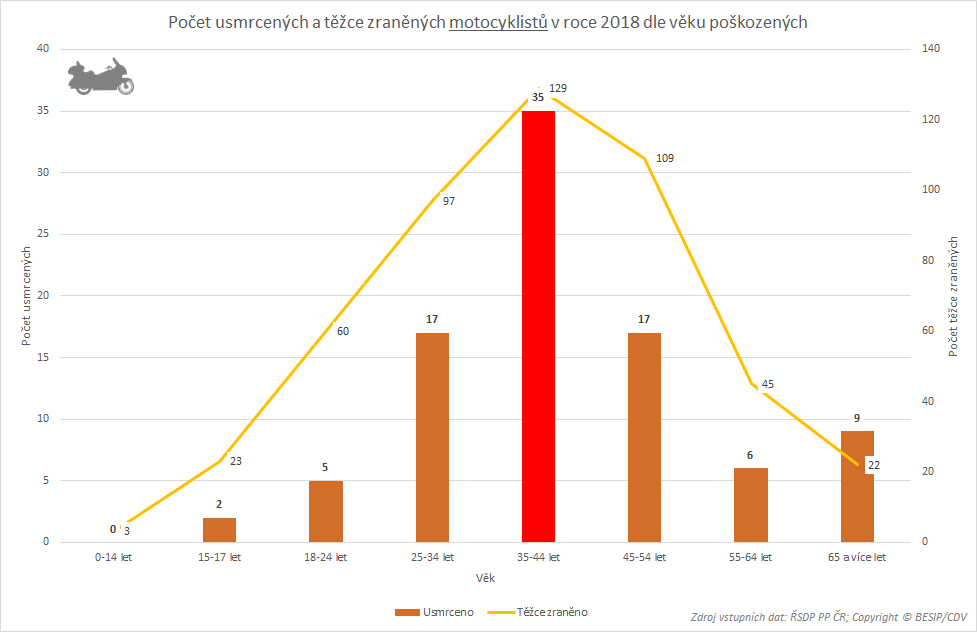 Počet usmrcených a těžce zraněných motocyklistů v roce 2018 dle věku poškozených
40
35
30
25
20
15
10
5
0
Počet usmrcených
140
120
100
80
60
40
20
0
Počet těžce zraněných
0
2
5
17
35
17
6
9
3
23
60
97
129
109
45
22
0-14 let
15-17 let
18-24 let
25-34 let
35-44 let
45-54 let
55-64 let
65 a více let
Věk
Usmrceno
Těžce zraněno
Zdroj vstupních dat: ŘSDP PP ČR; Copyright © BESIP/CDV